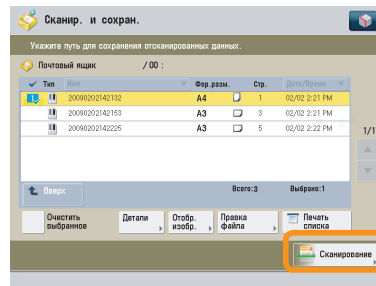 Сканир. и сохран.
Укажите путь для сохранения отсканированных данных.
Почтовый ящик / 00 :
Тип Имя Фор.разм. Стр. Дата/Время
20090202142132 A4 1 02/02 2:21 PM
20090202142153 A3 3 02/02 2:21 PM
20090202142225 A3 5 02/02 2:22 PM
1/1
Вверх Всего:3 Выбрано:1
Очистить выбранное Детали Отобр. изобр. Правка файла Печать списка
Сканирование